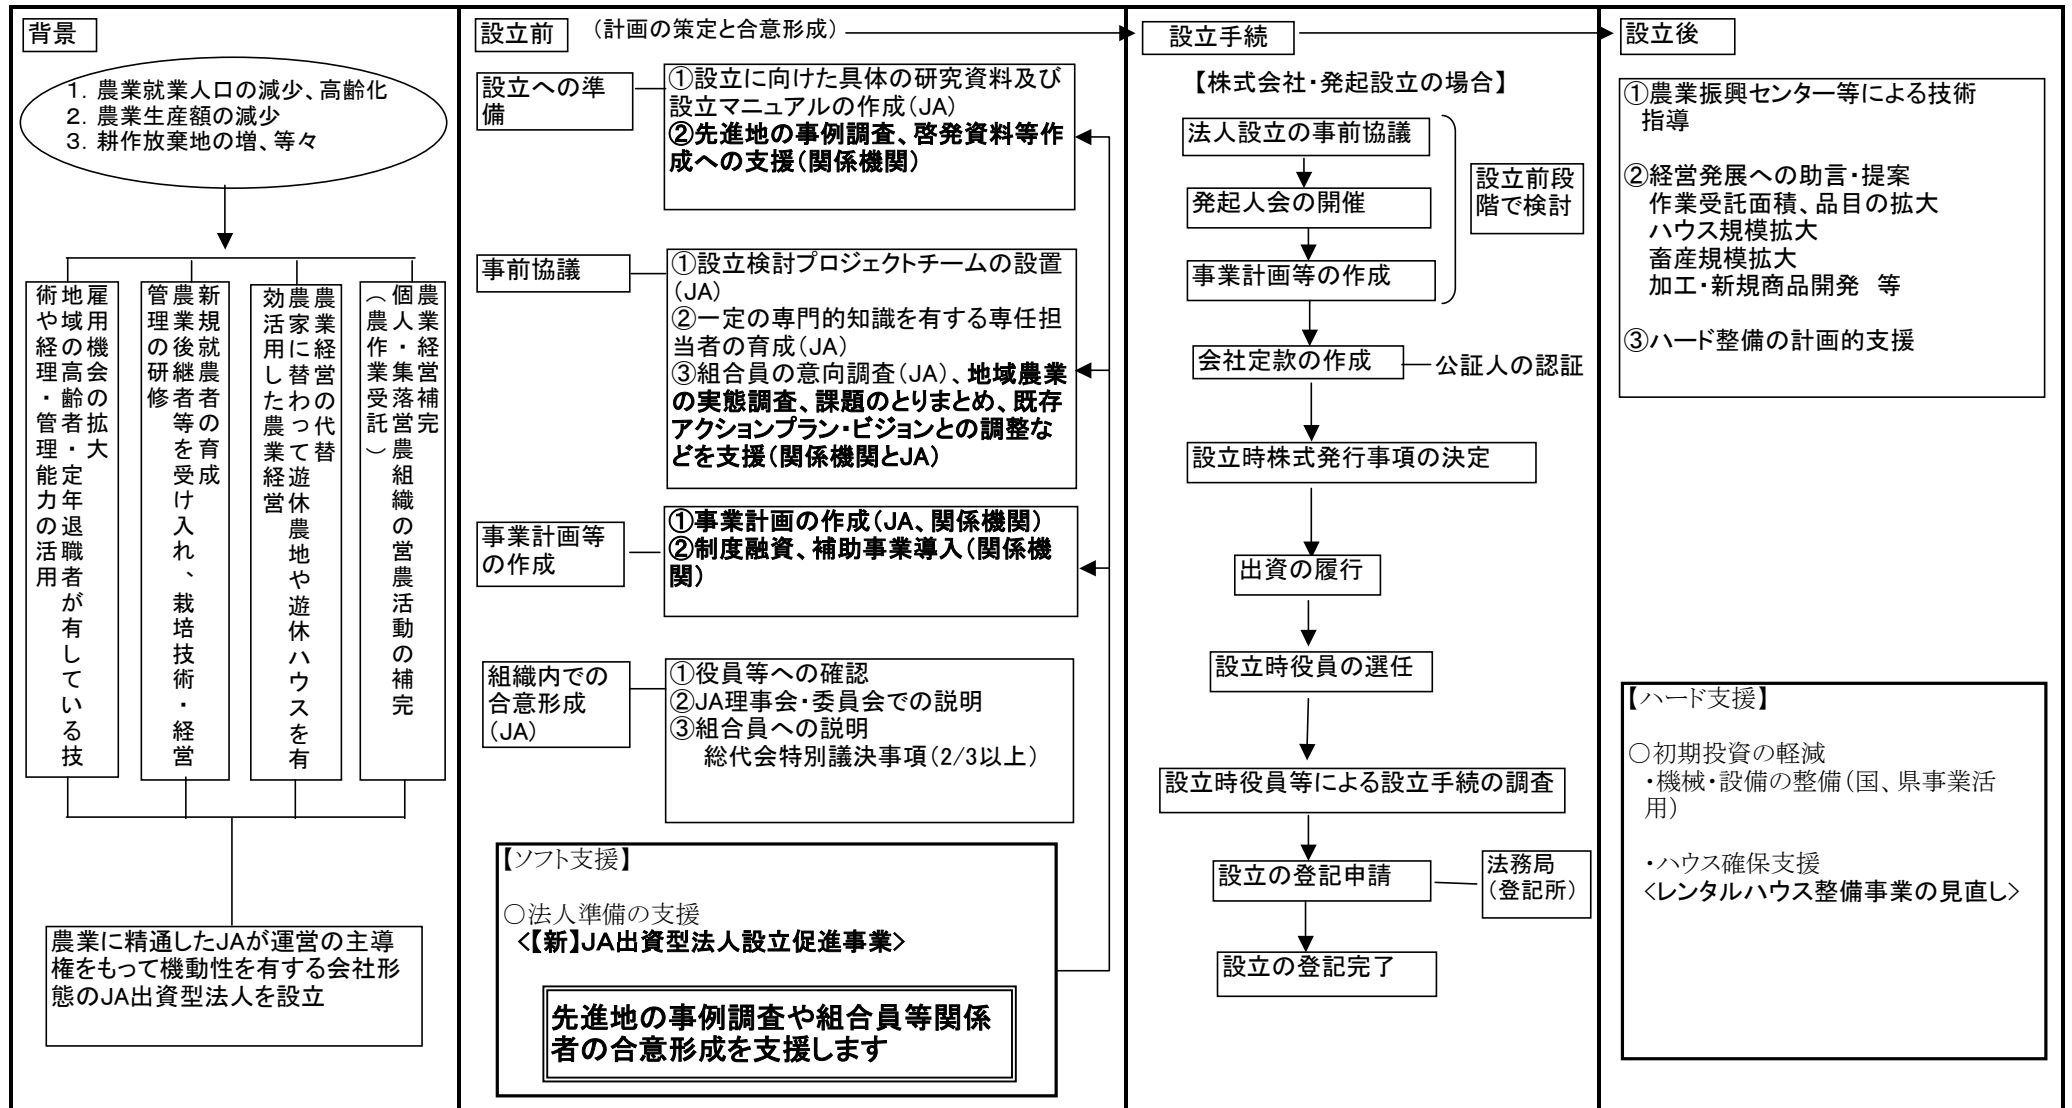 背景
1．農業就業人口の減少、高齢化
2．農業生産額の減少
3．耕作放棄地の増、等々
農業経営補完
個人・集落営農組織の営農活動の補完
（農作業受託）
農業経営の代替
農家に替わって遊休農地や遊休ハウスを有
効活用した農業経営
新規就農者の育成
農業後継者等を受け入れ、栽培技術・経営
管理の研修
雇用機会の拡大
地域の高齢者・定年退職者が有している技
術や経理・管理能力の活用
農業に精通したJAが運営の主導
権をもって機動性を有する会社形
態のJA出資型法人を設立
設立前
（計画の策定と合意形成）
設立への準
備
①設立に向けた具体の研究資料及び
設立マニュアルの作成（JA）
②先進地の事例調査、啓発資料等作
成への支援（関係機関）
事前協議
①設立検討プロジェクトチームの設置
（JA）
②一定の専門的知識を有する専任担
当者の育成（JA）
③組合員の意向調査（JA）、地域農業
の実態調査、課題のとりまとめ、既存
アクションプラン・ビジョンとの調整な
どを支援（関係機関とJA）
事業計画等
の作成
①事業計画の作成（JA、関係機関）
②制度融資、補助事業導入（関係機
関）
組織内での
合意形成
（JA）
①役員等への確認
②JA理事会・委員会での説明
③組合員への説明
総代会特別議決事項（2/3以上）
【ソフト支援】
○法人準備の支援
<【新】JA出資型法人設立促進事業>
先進地の事例調査や組合員等関係
者の合意形成を支援します
設立手続
【株式会社・発起設立の場合】
法人設立の事前協議
発起人会の開催
事業計画等の作成
設立前段
階で検討
会社定款の作成
公証人の認証
設立時株式発行事項の決定
出資の履行
設立時役員の選任
設立時役員等による設立手続の調査
設立の登記申請
法務局
（登記所）
設立の登記完了
設立後
①農業振興センター等による技術
指導
②経営発展への助言・提案
作業受託面積、品目の拡大
ハウス規模拡大
畜産規模拡大
加工・新規商品開発　等
③ハード整備の計画的支援
【ハード支援】
○初期投資の軽減
・機械・設備の整備（国、県事業活
用）
・ハウス確保支援
<レンタルハウス整備事業の見直し>